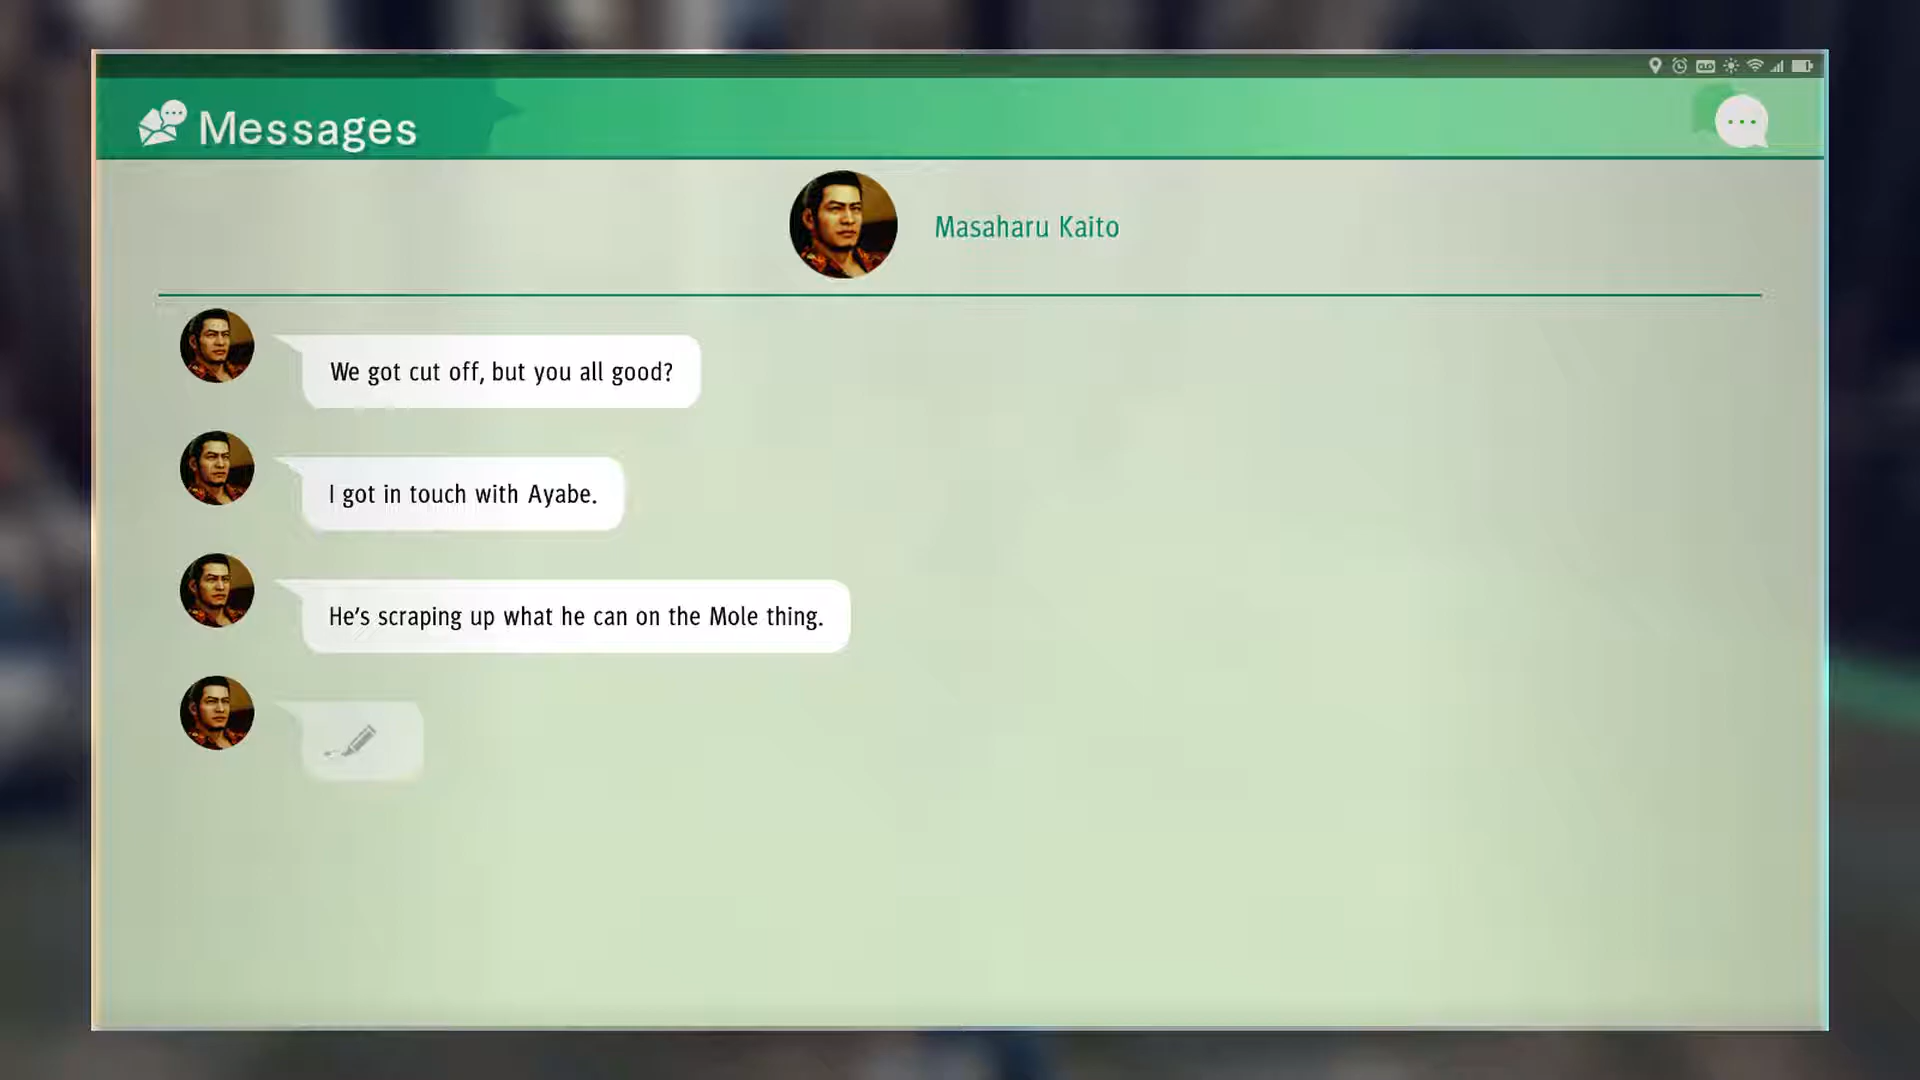 Messages
Masaharu Kaito
We got cut off, but you all good?
I got in touch with Ayabe.
He's scraping up what he can on the Mole thing.